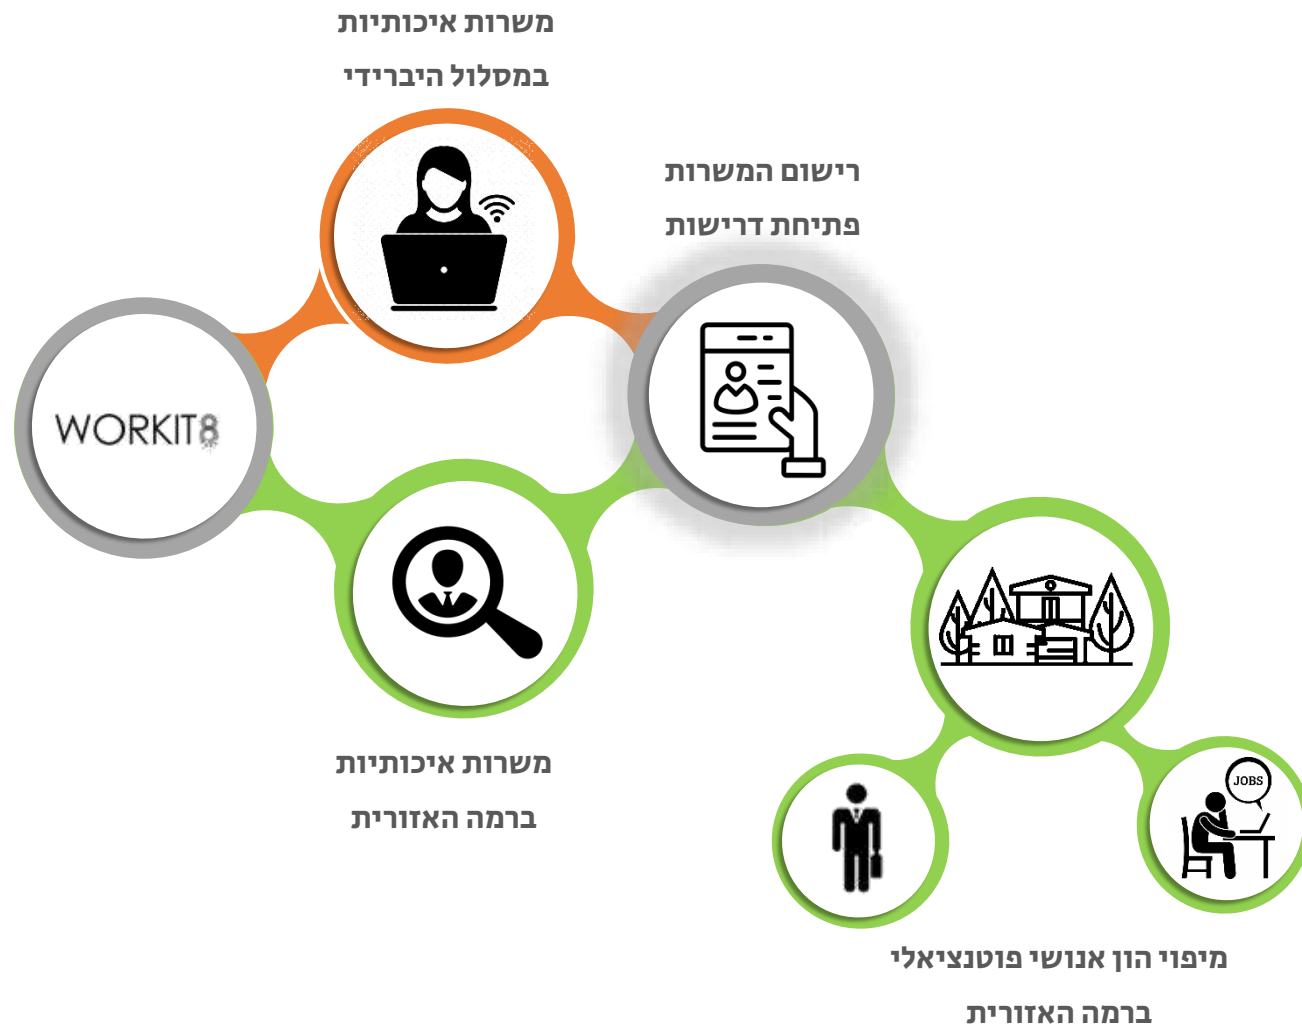 משרות איכותיות
במסלול היברידי
רישום המשרות
פתיחת דרישות
WORKIT8
משרות איכותיות
ברמה האזורית
JOBS
מיפוי הון אנושי פוטנציאלי
ברמה האזורית